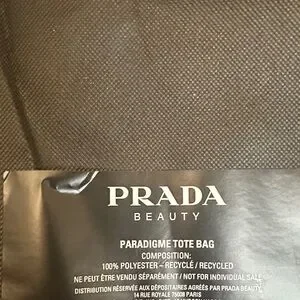 PRADA
BEAUTY
PARADIGME TOTE BAG
COMPOSITION:
100% POLYESTER – RECYCLÉ / RECYCLED
NE PEUT ÊTRE VENDU SÉPARÉMENT / NOT FOR INDIVIDUAL SALE
DISTRIBUTION RÉSERVÉE AUX DÉPOSITAIRES AGRÉÉS PAR PRADA BEAUTY
14 RUE ROYALE 75008 PARIS